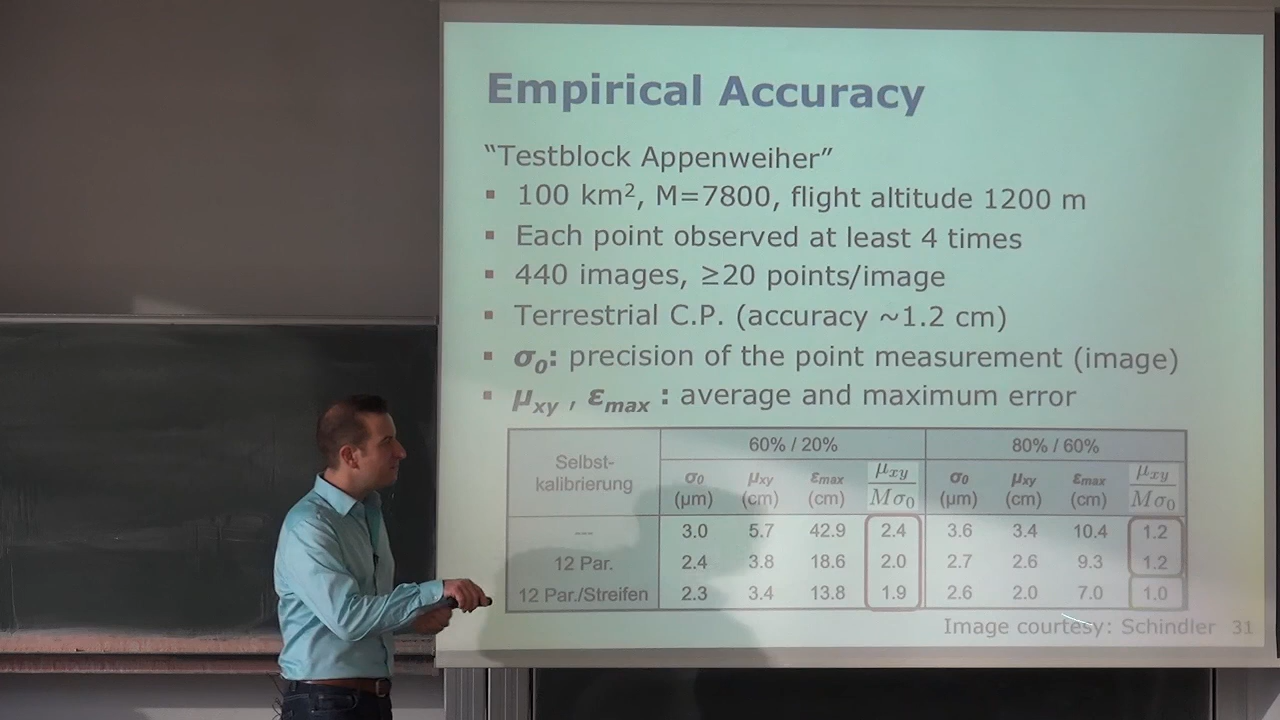 Empirical Accuracy
“Testblock Appenweiher”
▪ 100 km², M=7800, flight altitude 1200 m
▪ Each point observed at least 4 times
▪ 440 images, ≥20 points/image
▪ Terrestrial C.P. (accuracy ~1.2 cm)
▪ σ₀: precision of the point measurement (image)
▪ μxy , εmax : average and maximum error
Selbst-kalibrierung 60% / 20% 80% / 60%
σ₀ (μm) μxy (cm) εmax (cm) μxy/Mσ₀ σ₀ (μm) μxy (cm) εmax (cm) μxy/Mσ₀
--- 3.0 5.7 42.9 2.4 3.6 3.4 10.4 1.2
12 Par. 2.4 3.8 18.6 2.0 2.7 2.6 9.3 1.2
12 Par./Streifen 2.3 3.4 13.8 1.9 2.6 2.0 7.0 1.0
Image courtesy: Schindler 31